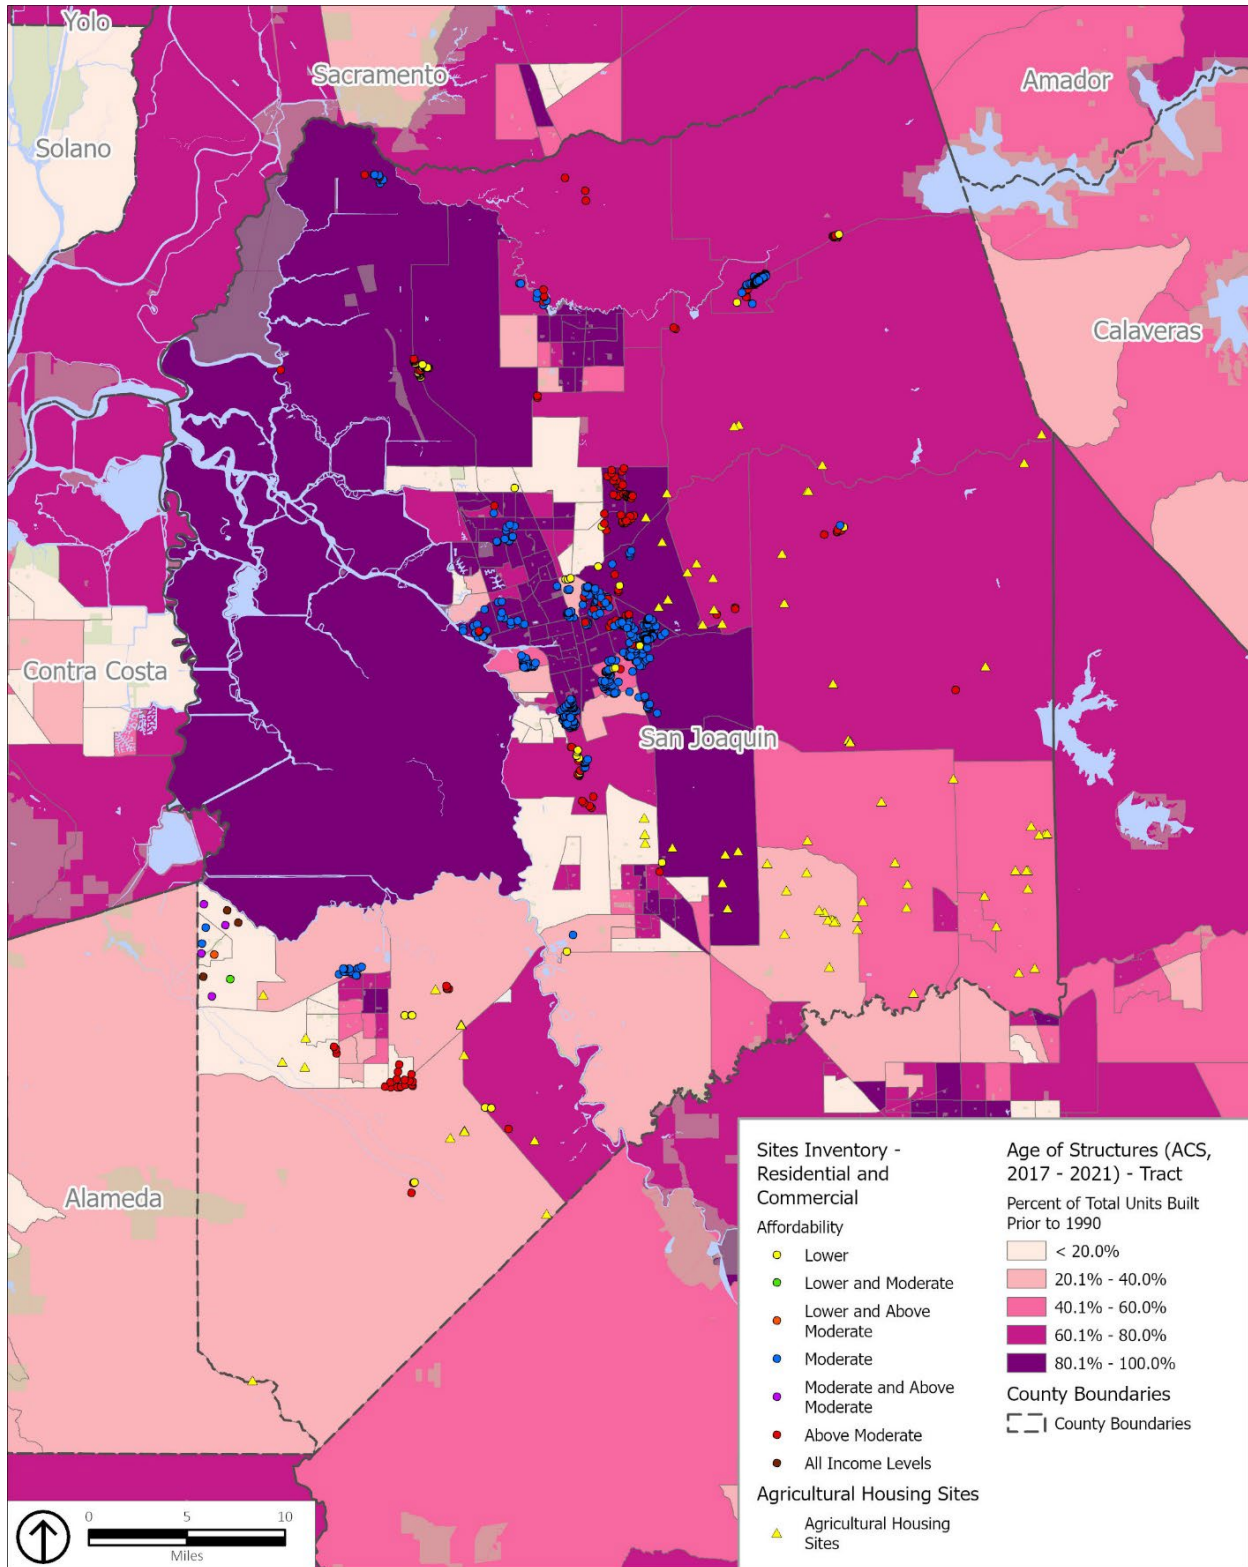 Yolo
Sacramento
Amador
Solano
Calaveras
Contra Costa
San Joaquin
Alameda
Sites Inventory -
Residential and
Commercial
Affordability
Lower
Lower and Moderate
Lower and Above
Moderate
Moderate
Moderate and Above
Moderate
Above Moderate
All Income Levels
Agricultural Housing Sites
Agricultural Housing
Sites
Age of Structures (ACS,
2017 - 2021) - Tract
Percent of Total Units Built
Prior to 1990
< 20.0%
20.1% - 40.0%
40.1% - 60.0%
60.1% - 80.0%
80.1% - 100.0%
County Boundaries
County Boundaries
0 5 10
Miles